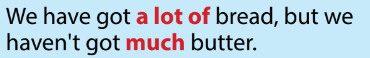 We have got a lot of bread, but we
haven't got much butter.